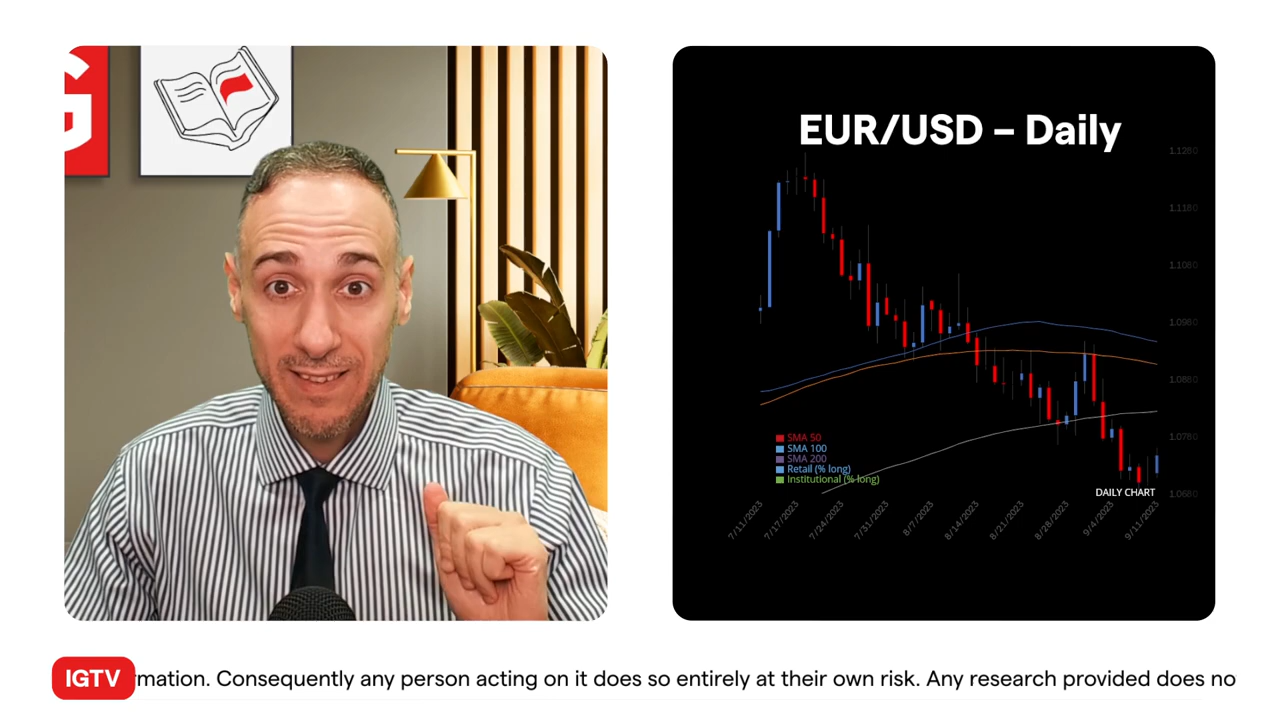 G
EUR/USD – Daily
1.1280
1.1180
1.1080
1.0980
1.0880
1.0780
1.0680
SMA 50
SMA 100
SMA 200
Retail (% long)
Institutional (% long)
DAILY CHART
7/11/2023
7/17/2023
7/24/2023
7/31/2023
8/7/2023
8/14/2023
8/21/2023
8/28/2023
9/4/2023
9/11/2023
IGTV rmation. Consequently any person acting on it does so entirely at their own risk. Any research provided does no